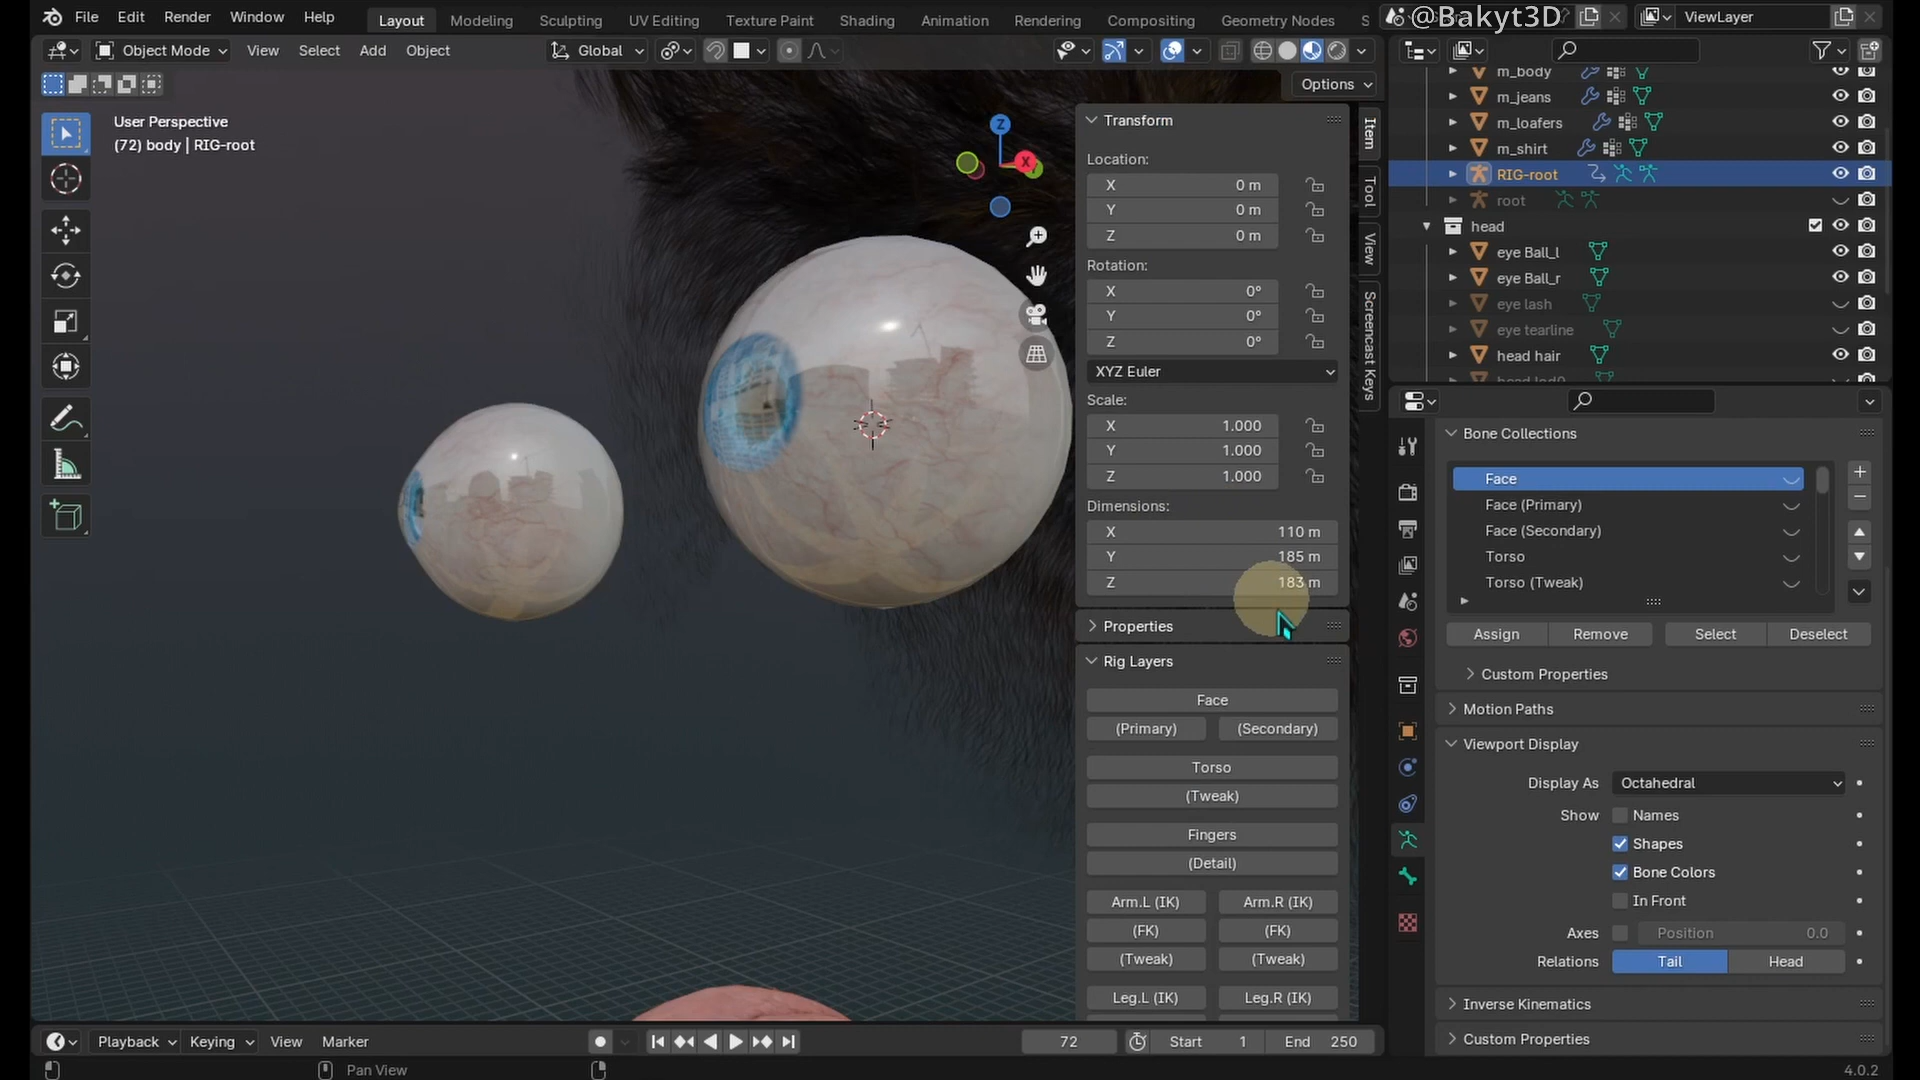 File Edit Render Window Help
Layout Modeling Sculpting UV Editing Texture Paint Shading Animation Rendering Compositing Geometry Nodes S
@Bakyt3D
ViewLayer
Object Mode View Select Add Object
Global
Options
User Perspective
(72) body | RIG-root
Z
X
Transform
Location:
X 0 m
Y 0 m
Z 0 m
Rotation:
X 0°
Y 0°
Z 0°
XYZ Euler
Scale:
X 1.000
Y 1.000
Z 1.000
Dimensions:
X 110 m
Y 185 m
Z 183 m
Properties
Rig Layers
Face
(Primary) (Secondary)
Torso
(Tweak)
Fingers
(Detail)
Arm.L (IK) Arm.R (IK)
(FK) (FK)
(Tweak) (Tweak)
Leg.L (IK) Leg.R (IK)
Item
Tool
View
Screencast Keys
m_body
m_jeans
m_loafers
m_shirt
RIG-root
root
head
eye Ball_l
eye Ball_r
eye lash
eye tearline
head hair
head lod0
Bone Collections
Face
Face (Primary)
Face (Secondary)
Torso
Torso (Tweak)
Assign Remove Select Deselect
Custom Properties
Motion Paths
Viewport Display
Display As Octahedral
Show Names
Shapes
Bone Colors
In Front
Axes Position 0.0
Relations Tail Head
Inverse Kinematics
Custom Properties
Playback Keying View Marker
72 Start 1 End 250
Pan View
4.0.2